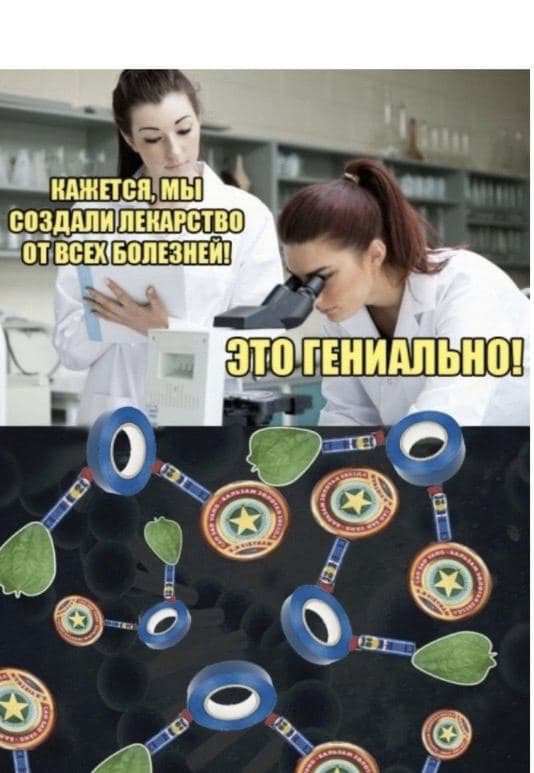 КАЖЕТСЯ, МЫ
СОЗДАЛИ ЛЕКАРСТВО
ОТ ВСЕХ БОЛЕЗНЕЙ!
ЭТО ГЕНИАЛЬНО!